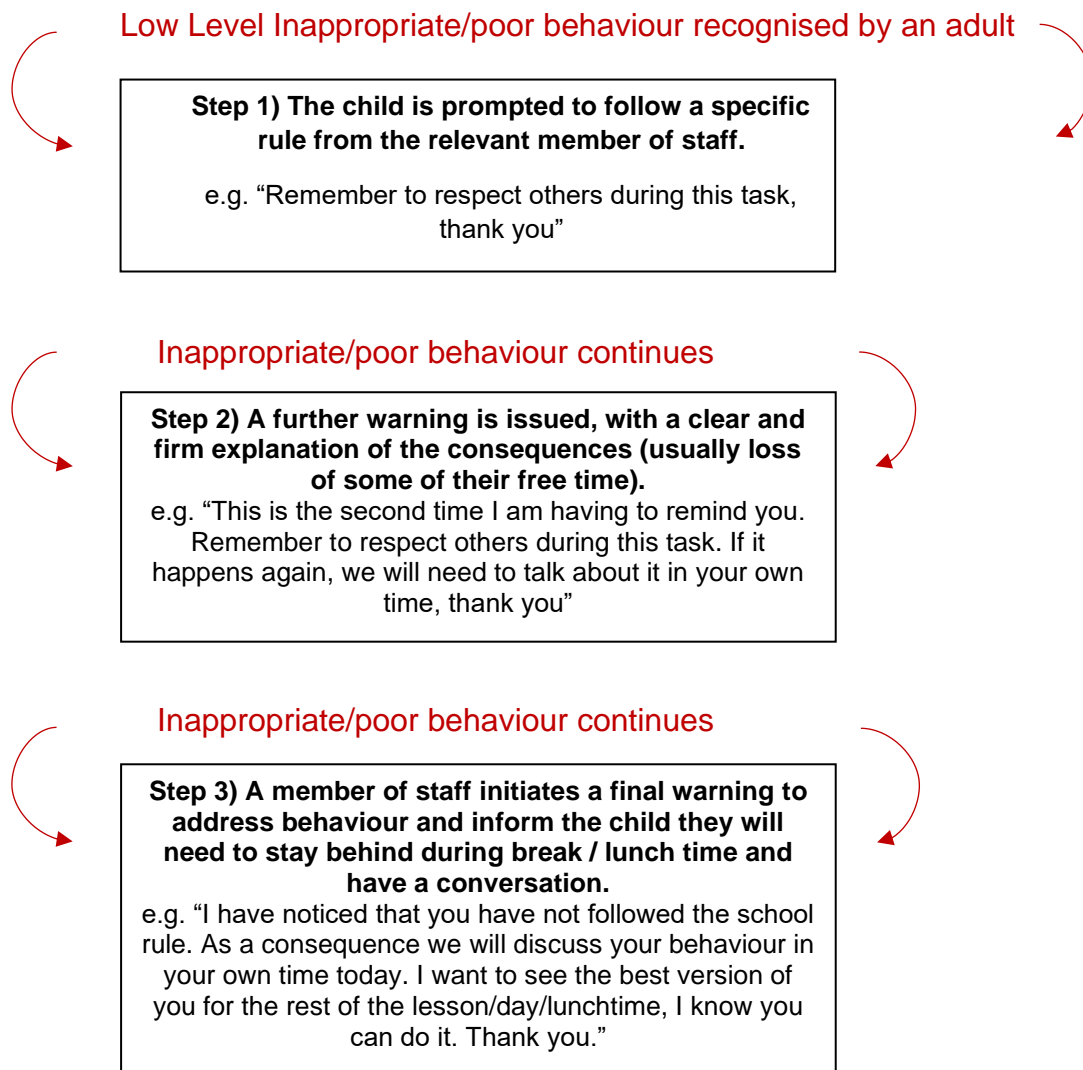 Low Level Inappropriate/poor behaviour recognised by an adult
Step 1) The child is prompted to follow a specific
rule from the relevant member of staff.
e.g. “Remember to respect others during this task,
thank you”
Inappropriate/poor behaviour continues
Step 2) A further warning is issued, with a clear and
firm explanation of the consequences (usually loss
of some of their free time).
e.g. “This is the second time I am having to remind you.
Remember to respect others during this task. If it
happens again, we will need to talk about it in your own
time, thank you”
Inappropriate/poor behaviour continues
Step 3) A member of staff initiates a final warning to
address behaviour and inform the child they will
need to stay behind during break / lunch time and
have a conversation.
e.g. “I have noticed that you have not followed the school
rule. As a consequence we will discuss your behaviour in
your own time today. I want to see the best version of
you for the rest of the lesson/day/lunchtime, I know you
can do it. Thank you.”